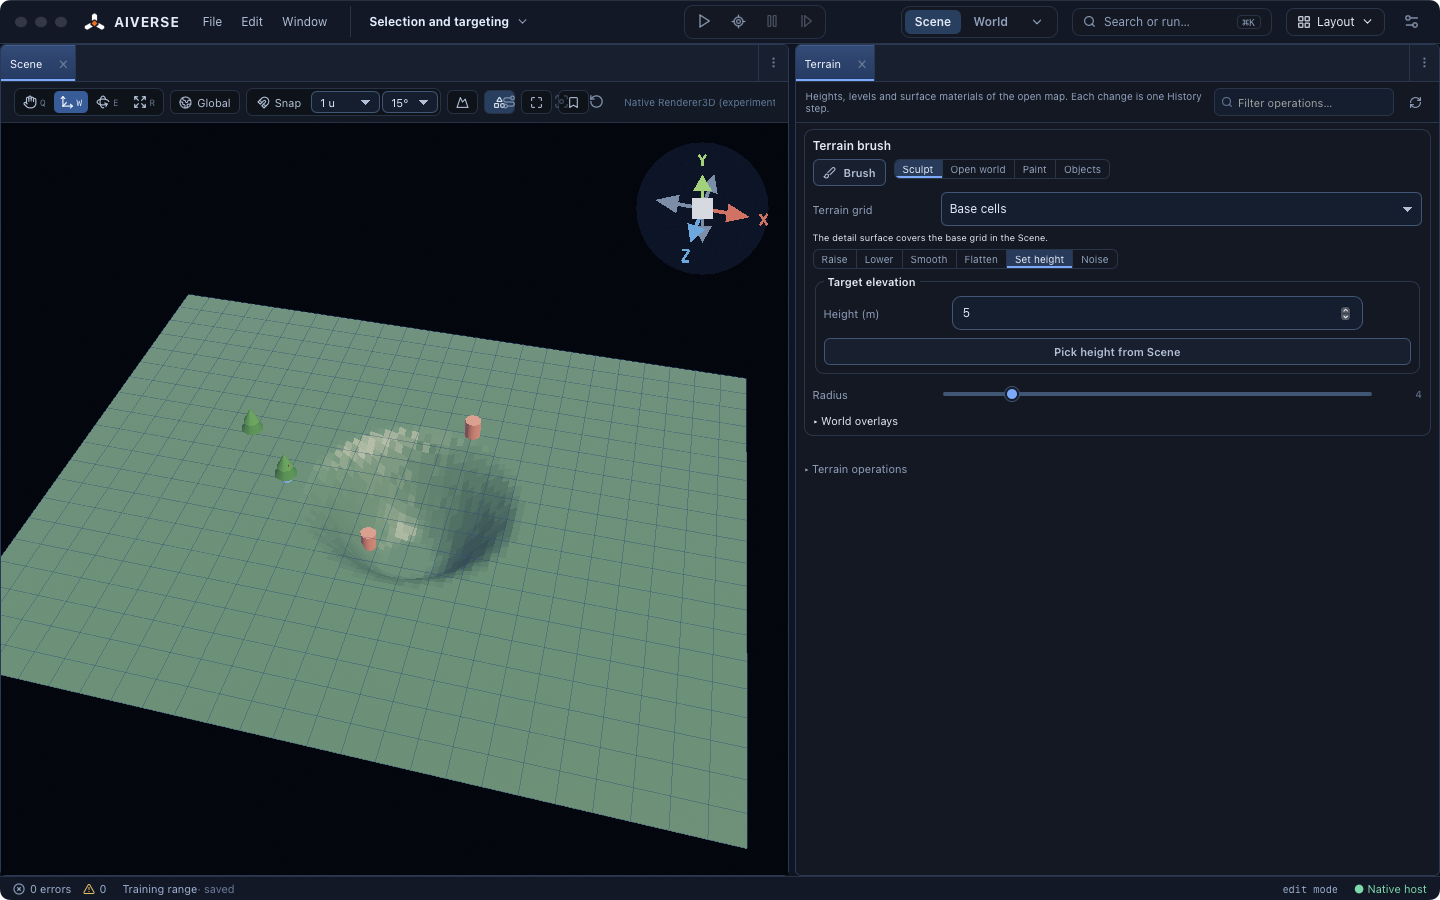 AIVERSE File Edit Window Selection and targeting Scene World Search or run... ⌘K Layout
Scene
Terrain
Q W E R Global Snap 1 u 15° Native Renderer3D (experiment
Heights, levels and surface materials of the open map. Each change is one History
step.
Filter operations...
Y
X
Z
Terrain brush
Brush Sculpt Open world Paint Objects
Terrain grid Base cells
The detail surface covers the base grid in the Scene.
Raise Lower Smooth Flatten Set height Noise
Target elevation
Height (m) 5
Pick height from Scene
Radius 4
World overlays
Terrain operations
0 errors 0 Training range · saved edit mode Native host